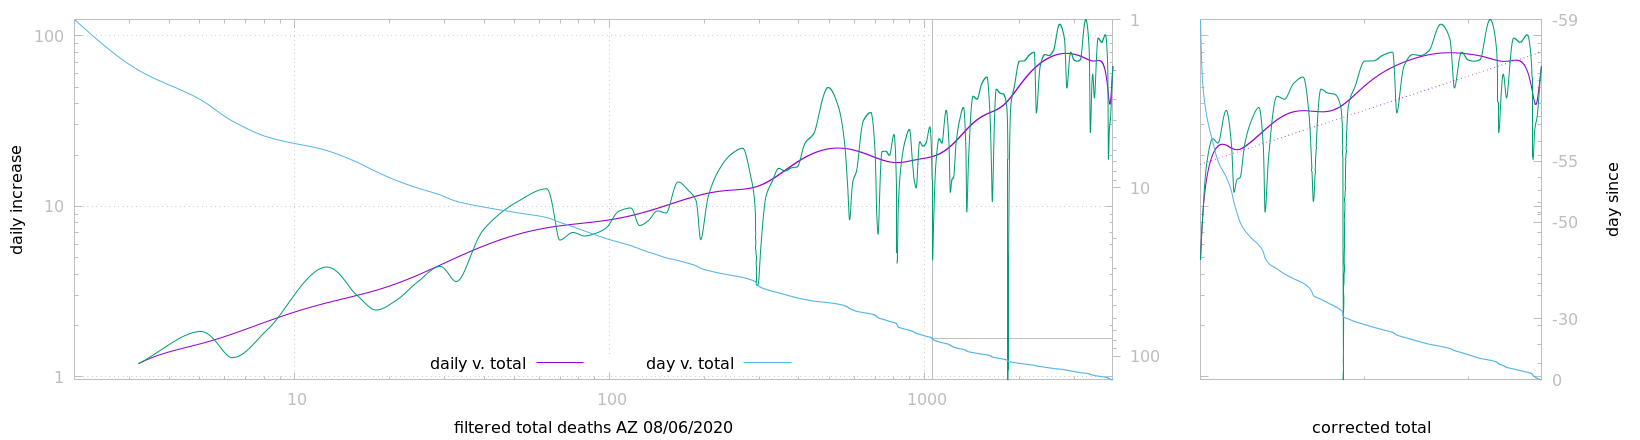 100
10
1
daily increase
daily v. total
day v. total
10
100
1000
filtered total deaths AZ 08/06/2020
1
10
100
-59
-55
-50
-30
0
day since
corrected total